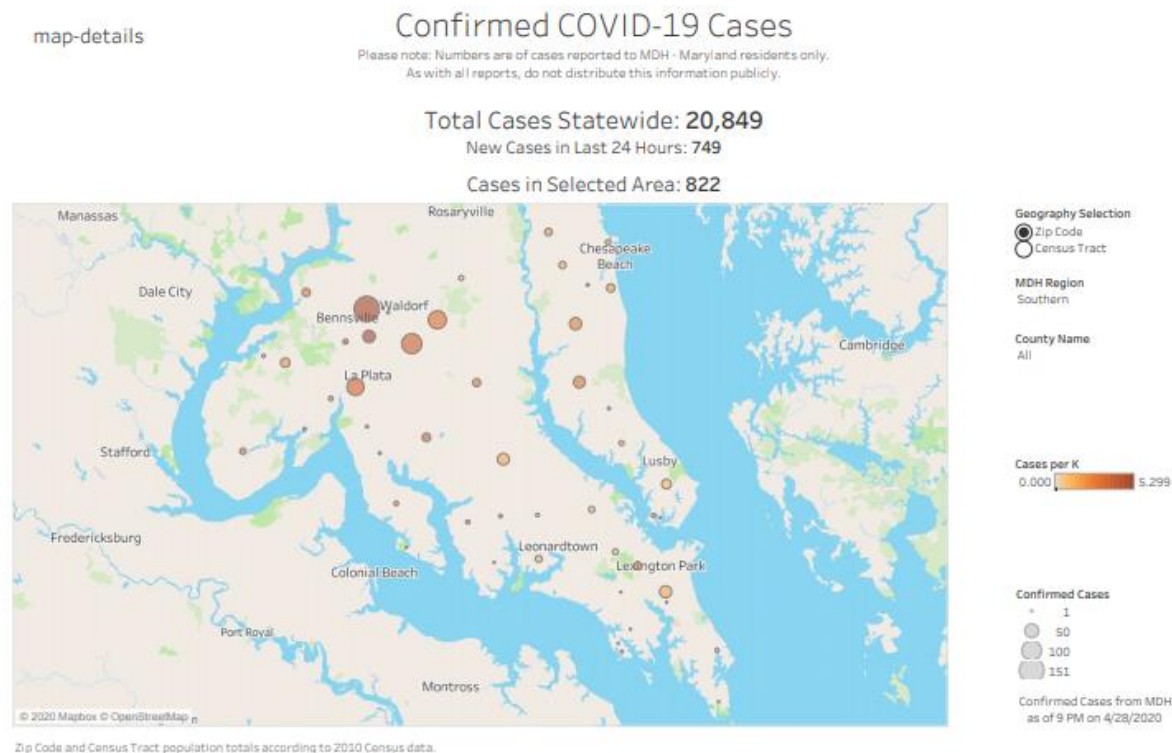 map-details
Confirmed COVID-19 Cases
Please note: Numbers are of cases reported to MDH - Maryland residents only.
As with all reports, do not distribute this information publicly.
Total Cases Statewide: 20,849
New Cases in Last 24 Hours: 749
Cases in Selected Area: 822
Manassas
Rosaryville
Chesapeake
Beach
Dale City
Waldorf
Bennsville
Cambridge
La Plata
Stafford
Lusby
Fredericksburg
Leonardtown
Lexington Park
Colonial Beach
Port Royal
Montross
© 2020 Mapbox © OpenStreetMap
Geography Selection
Zip Code
Census Tract
MDH Region
Southern
County Name
All
Cases per K
0.000 5.299
Confirmed Cases
1
50
100
151
Confirmed Cases from MDH
as of 9 PM on 4/28/2020
Zip Code and Census Tract population totals according to 2010 Census data.